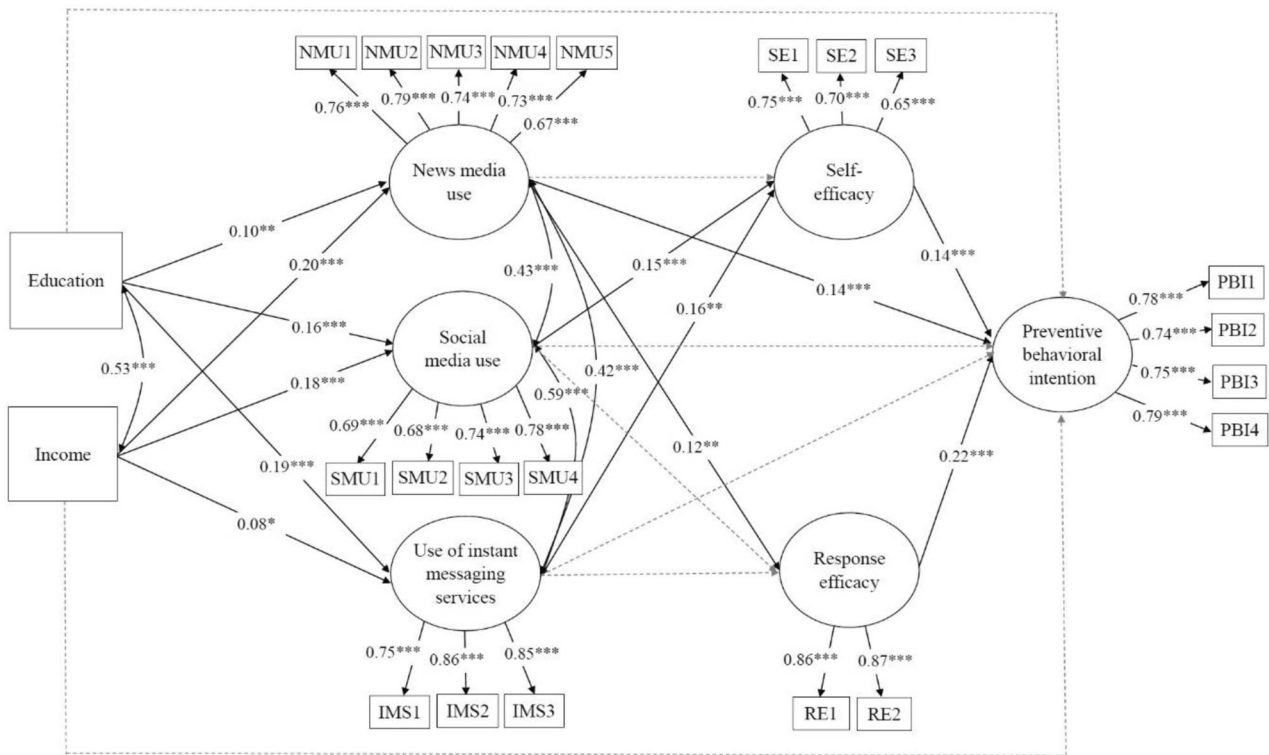 NMU1 NMU2 NMU3 NMU4 NMU5
SE1 SE2 SE3
0.76*** 0.79*** 0.74*** 0.73*** 0.67***
0.75*** 0.70*** 0.65***
News media
use
Self-
efficacy
Education
0.10**
0.20***
0.43***
0.15***
0.14***
0.14***
0.16***
0.16**
PBI1
0.78***
PBI2
0.74***
PBI3
0.75***
PBI4
0.79***
Social
media use
Preventive
behavioral
intention
0.53***
0.18***
0.42***
0.59***
Income
0.69*** 0.68*** 0.74*** 0.78***
SMU1 SMU2 SMU3 SMU4
0.12**
0.22***
0.19***
0.08*
Use of instant
messaging
services
Response
efficacy
0.75*** 0.86*** 0.85***
0.86*** 0.87***
IMS1 IMS2 IMS3
RE1 RE2